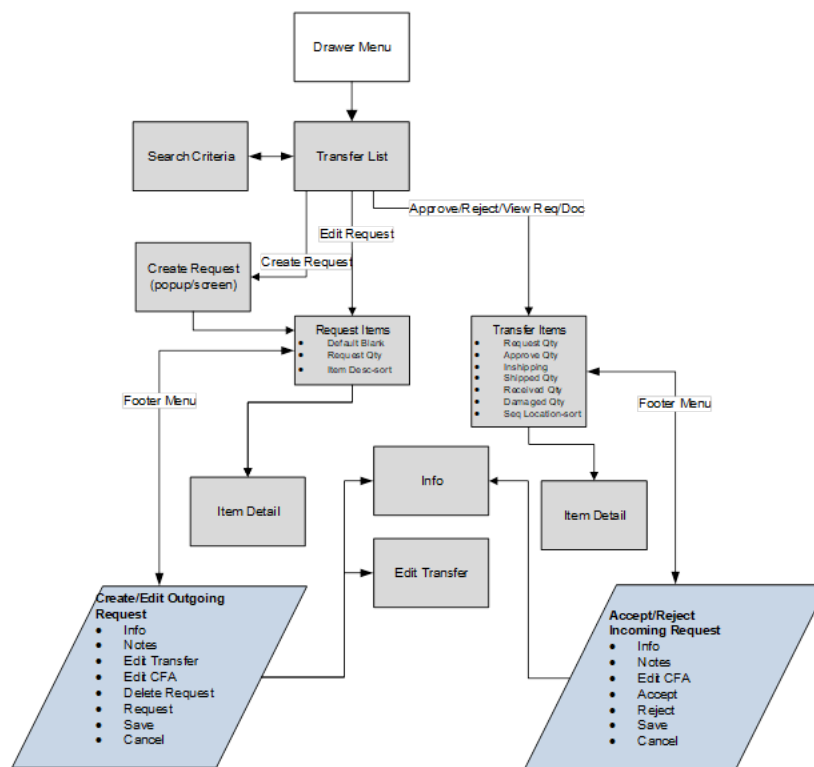 Drawer Menu
Search Criteria
Transfer List
Approve/Reject/View Req/Doc
Edit Request
Create Request
Create Request
(popup/screen)
Request Items
• Default Blank
• Request Qty
• Item Desc-sort
Transfer Items
• Request Qty
• Approve Qty
• Inshipping
• Shipped Qty
• Received Qty
• Damaged Qty
• Seq Location-sort
Footer Menu
Footer Menu
Info
Item Detail
Item Detail
Edit Transfer
Create/Edit Outgoing
Request
• Info
• Notes
• Edit Transfer
• Edit CFA
• Delete Request
• Request
• Save
• Cancel
Accept/Reject
Incoming Request
• Info
• Notes
• Edit CFA
• Accept
• Reject
• Save
• Cancel